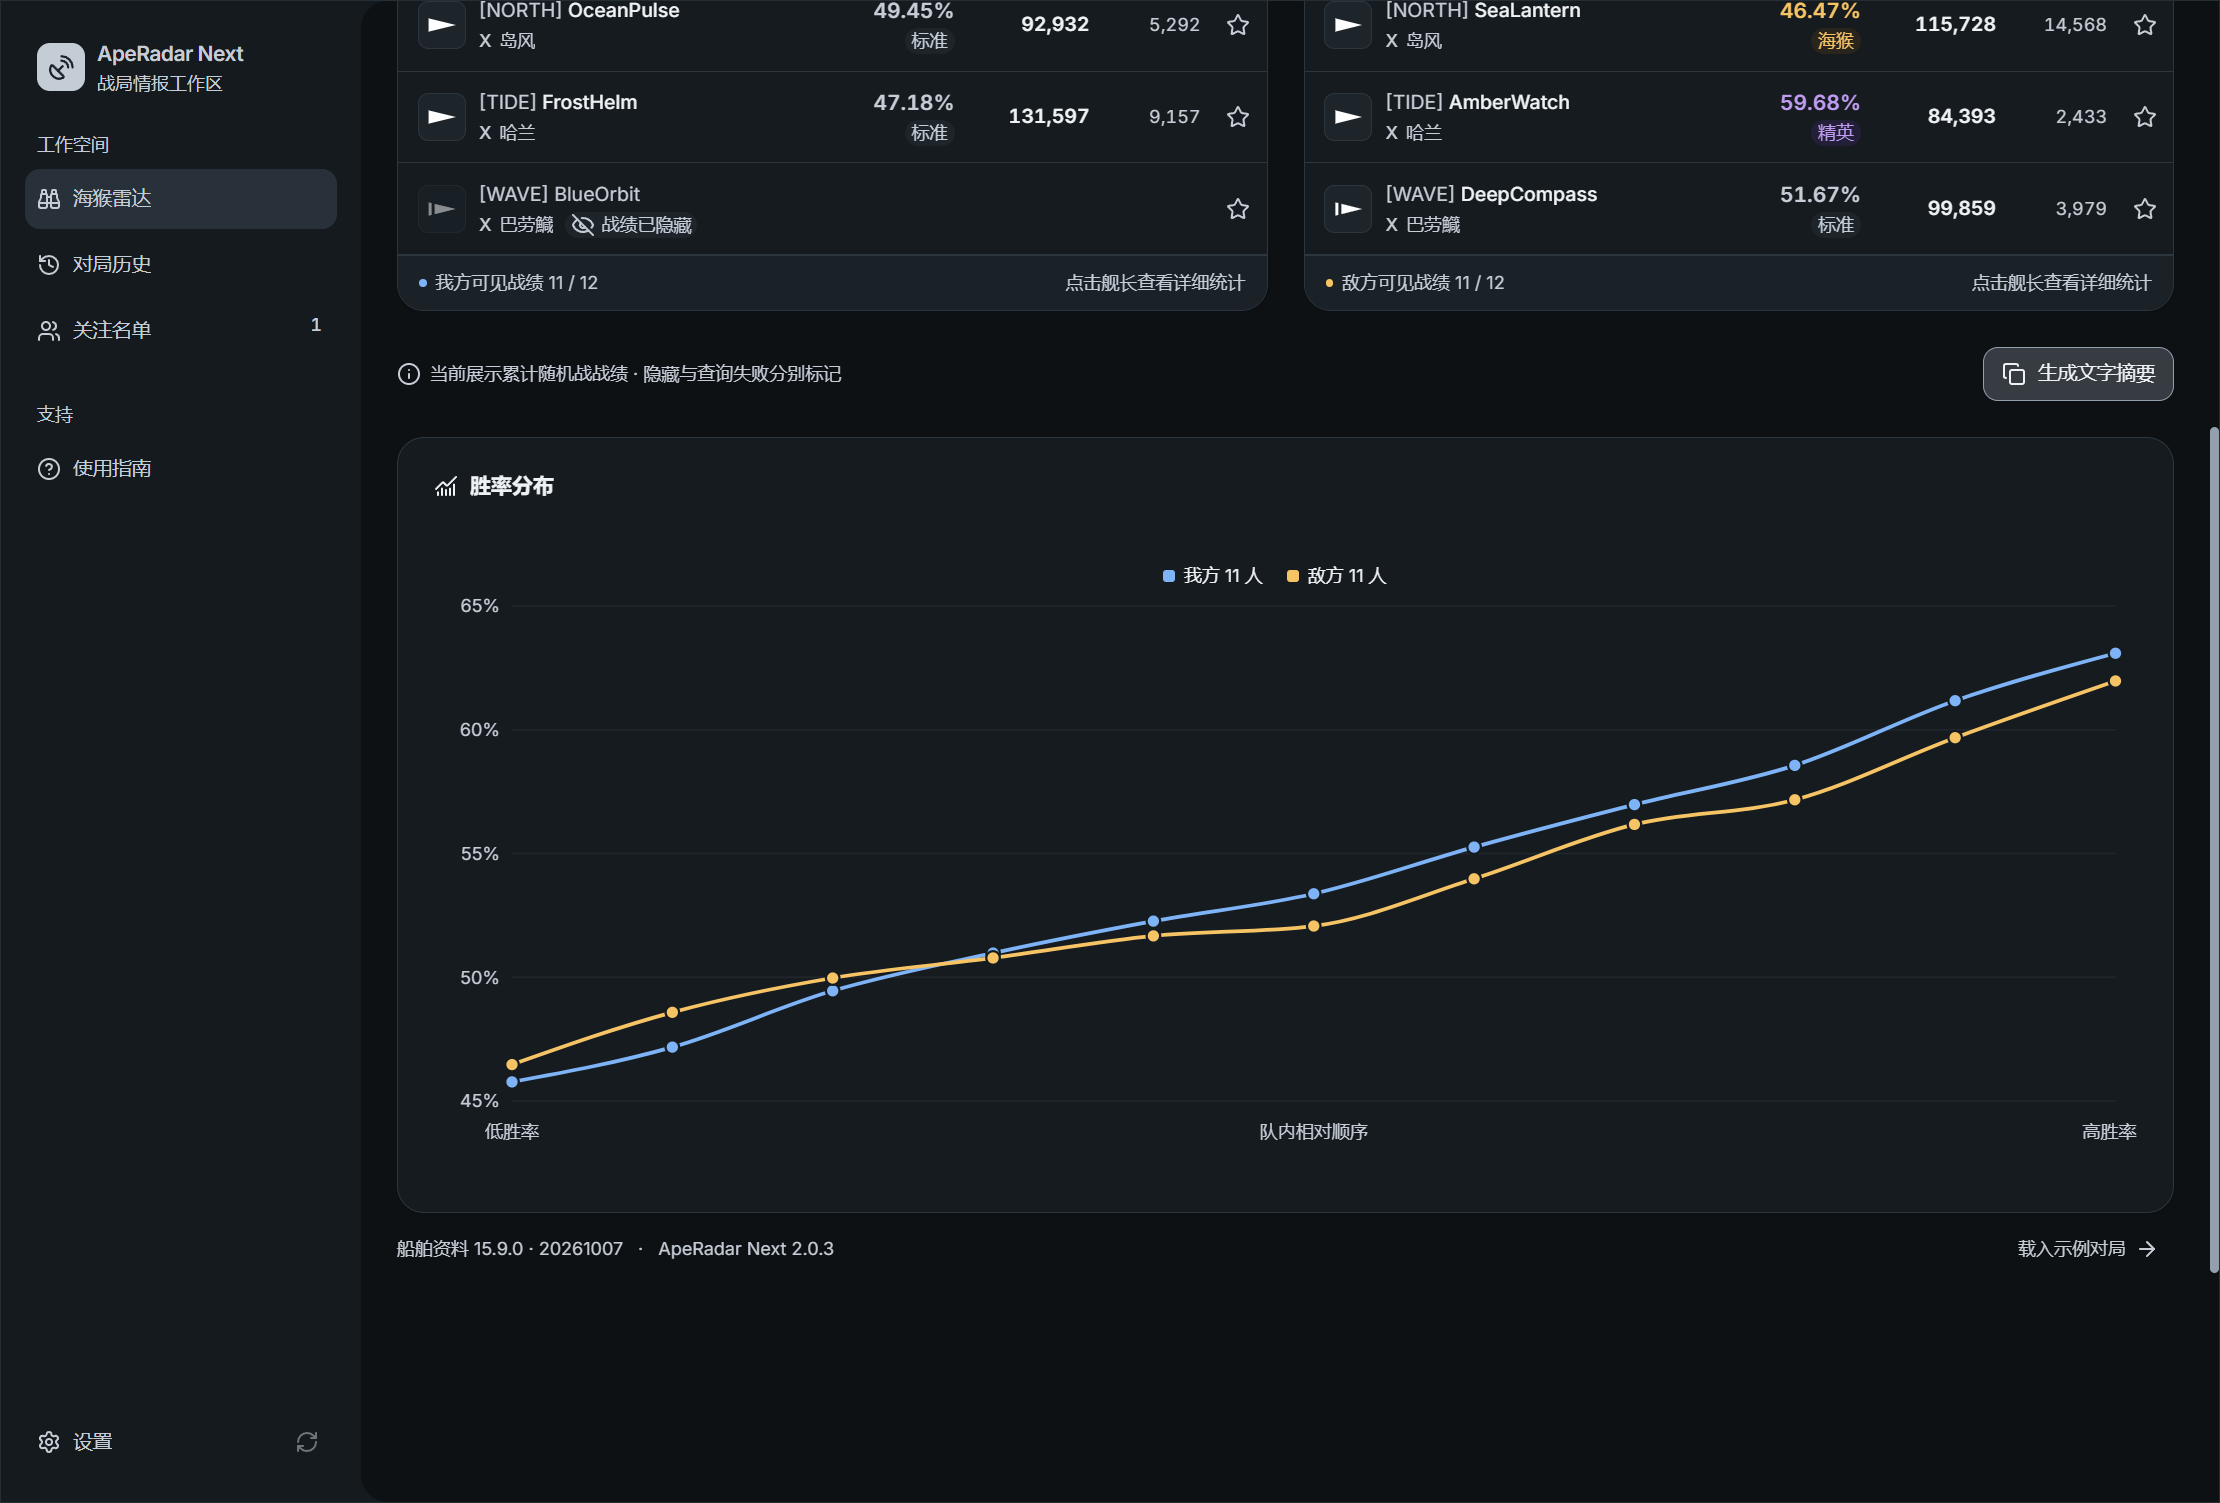 ApeRadar Next
战局情报工作区
工作空间
海猴雷达
对局历史
关注名单 1
支持
使用指南
设置
[NORTH] OceanPulse 49.45% 92,932 5,292
X 岛风 标准
[TIDE] FrostHelm 47.18% 131,597 9,157
X 哈兰 标准
[WAVE] BlueOrbit
X 巴劳鱵 战绩已隐藏
我方可见战绩 11 / 12 点击舰长查看详细统计
[NORTH] SeaLantern 46.47% 115,728 14,568
X 岛风 海猴
[TIDE] AmberWatch 59.68% 84,393 2,433
X 哈兰 精英
[WAVE] DeepCompass 51.67% 99,859 3,979
X 巴劳鱵 标准
敌方可见战绩 11 / 12 点击舰长查看详细统计
当前展示累计随机战战绩 · 隐藏与查询失败分别标记
生成文字摘要
胜率分布
我方 11 人 敌方 11 人
65%
60%
55%
50%
45%
低胜率 队内相对顺序 高胜率
船舶资料 15.9.0 · 20261007 · ApeRadar Next 2.0.3
载入示例对局